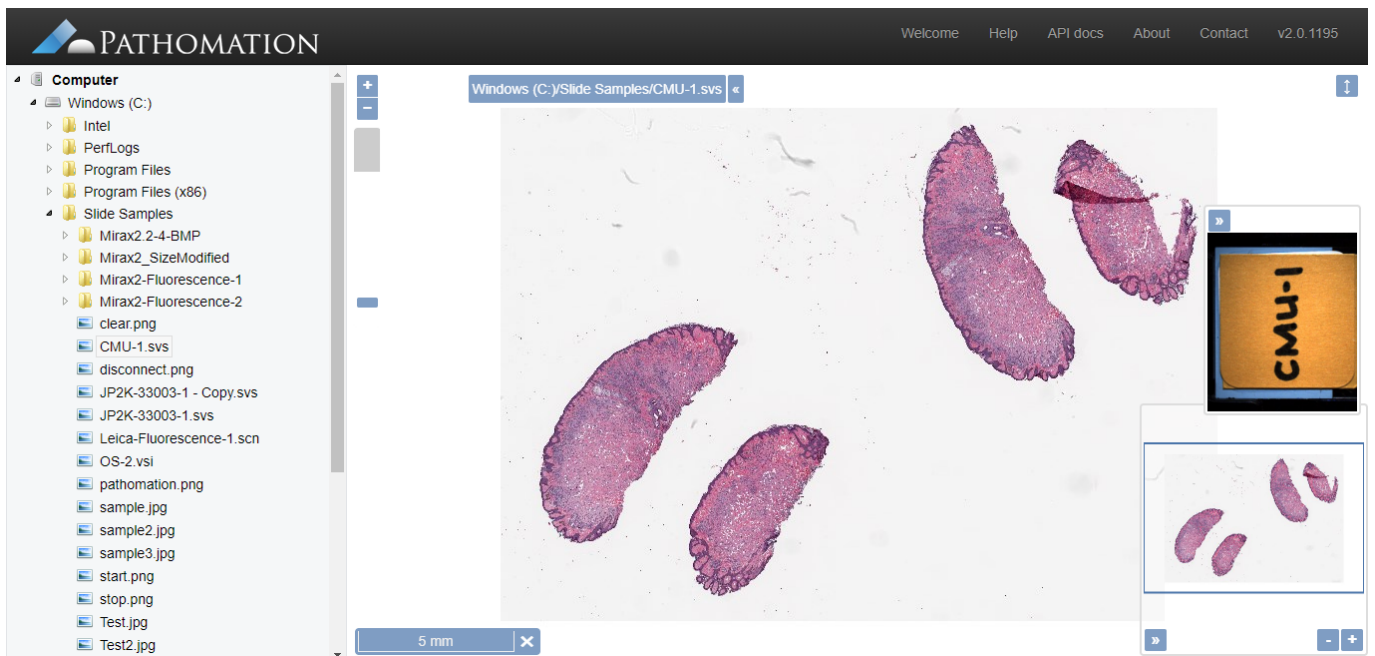 PATHOMATION
Welcome Help API docs About Contact v2.0.1195
Computer
Windows (C:)
Intel
PerfLogs
Program Files
Program Files (x86)
Slide Samples
Mirax2.2-4-BMP
Mirax2_SizeModified
Mirax2-Fluorescence-1
Mirax2-Fluorescence-2
clear.png
CMU-1.svs
disconnect.png
JP2K-33003-1 - Copy.svs
JP2K-33003-1.svs
Leica-Fluorescence-1.scn
OS-2.vsi
pathomation.png
sample.jpg
sample2.jpg
sample3.jpg
start.png
stop.png
Test.jpg
Test2.jpg
+
-
Windows (C:)/Slide Samples/CMU-1.svs «
»
CMU-1
5 mm
» - +